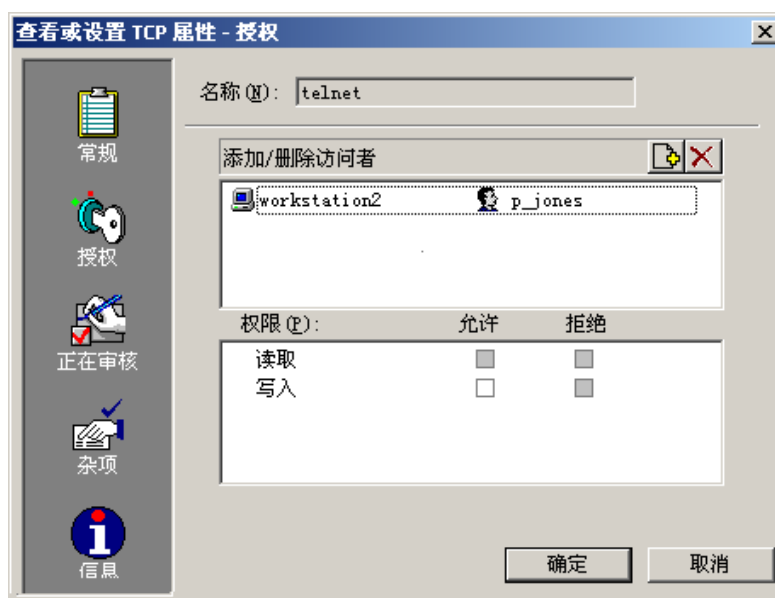 查看或设置 TCP 属性 - 授权
名称(N): telnet
常规
授权
正在审核
杂项
信息
添加/删除访问者
workstation2 p_jones
权限(P): 允许 拒绝
读取
写入
确定 取消